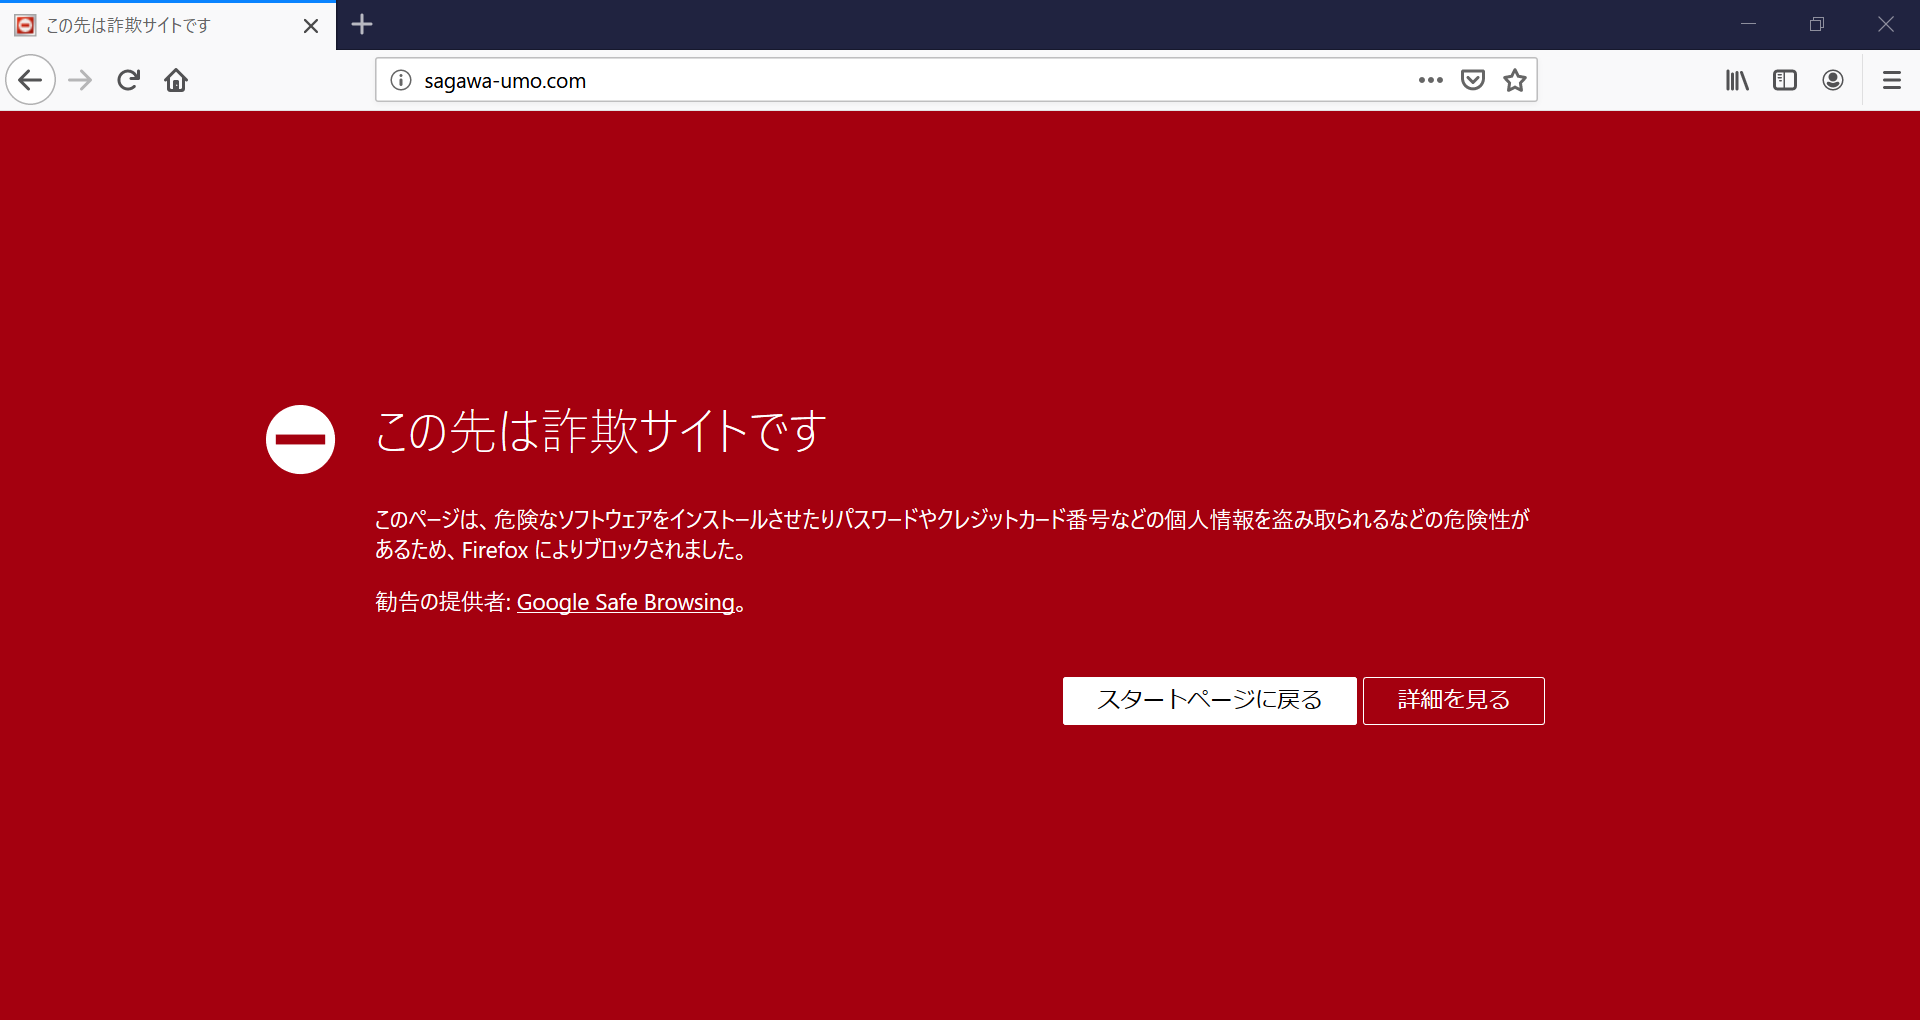 この先は詐欺サイトです
sagawa-umo.com
この先は詐欺サイトです
このページは、危険なソフトウェアをインストールさせたりパスワードやクレジットカード番号などの個人情報を盗み取られるなどの危険性が
あるため、Firefox によりブロックされました。
勧告の提供者: Google Safe Browsing。
スタートページに戻る
詳細を見る